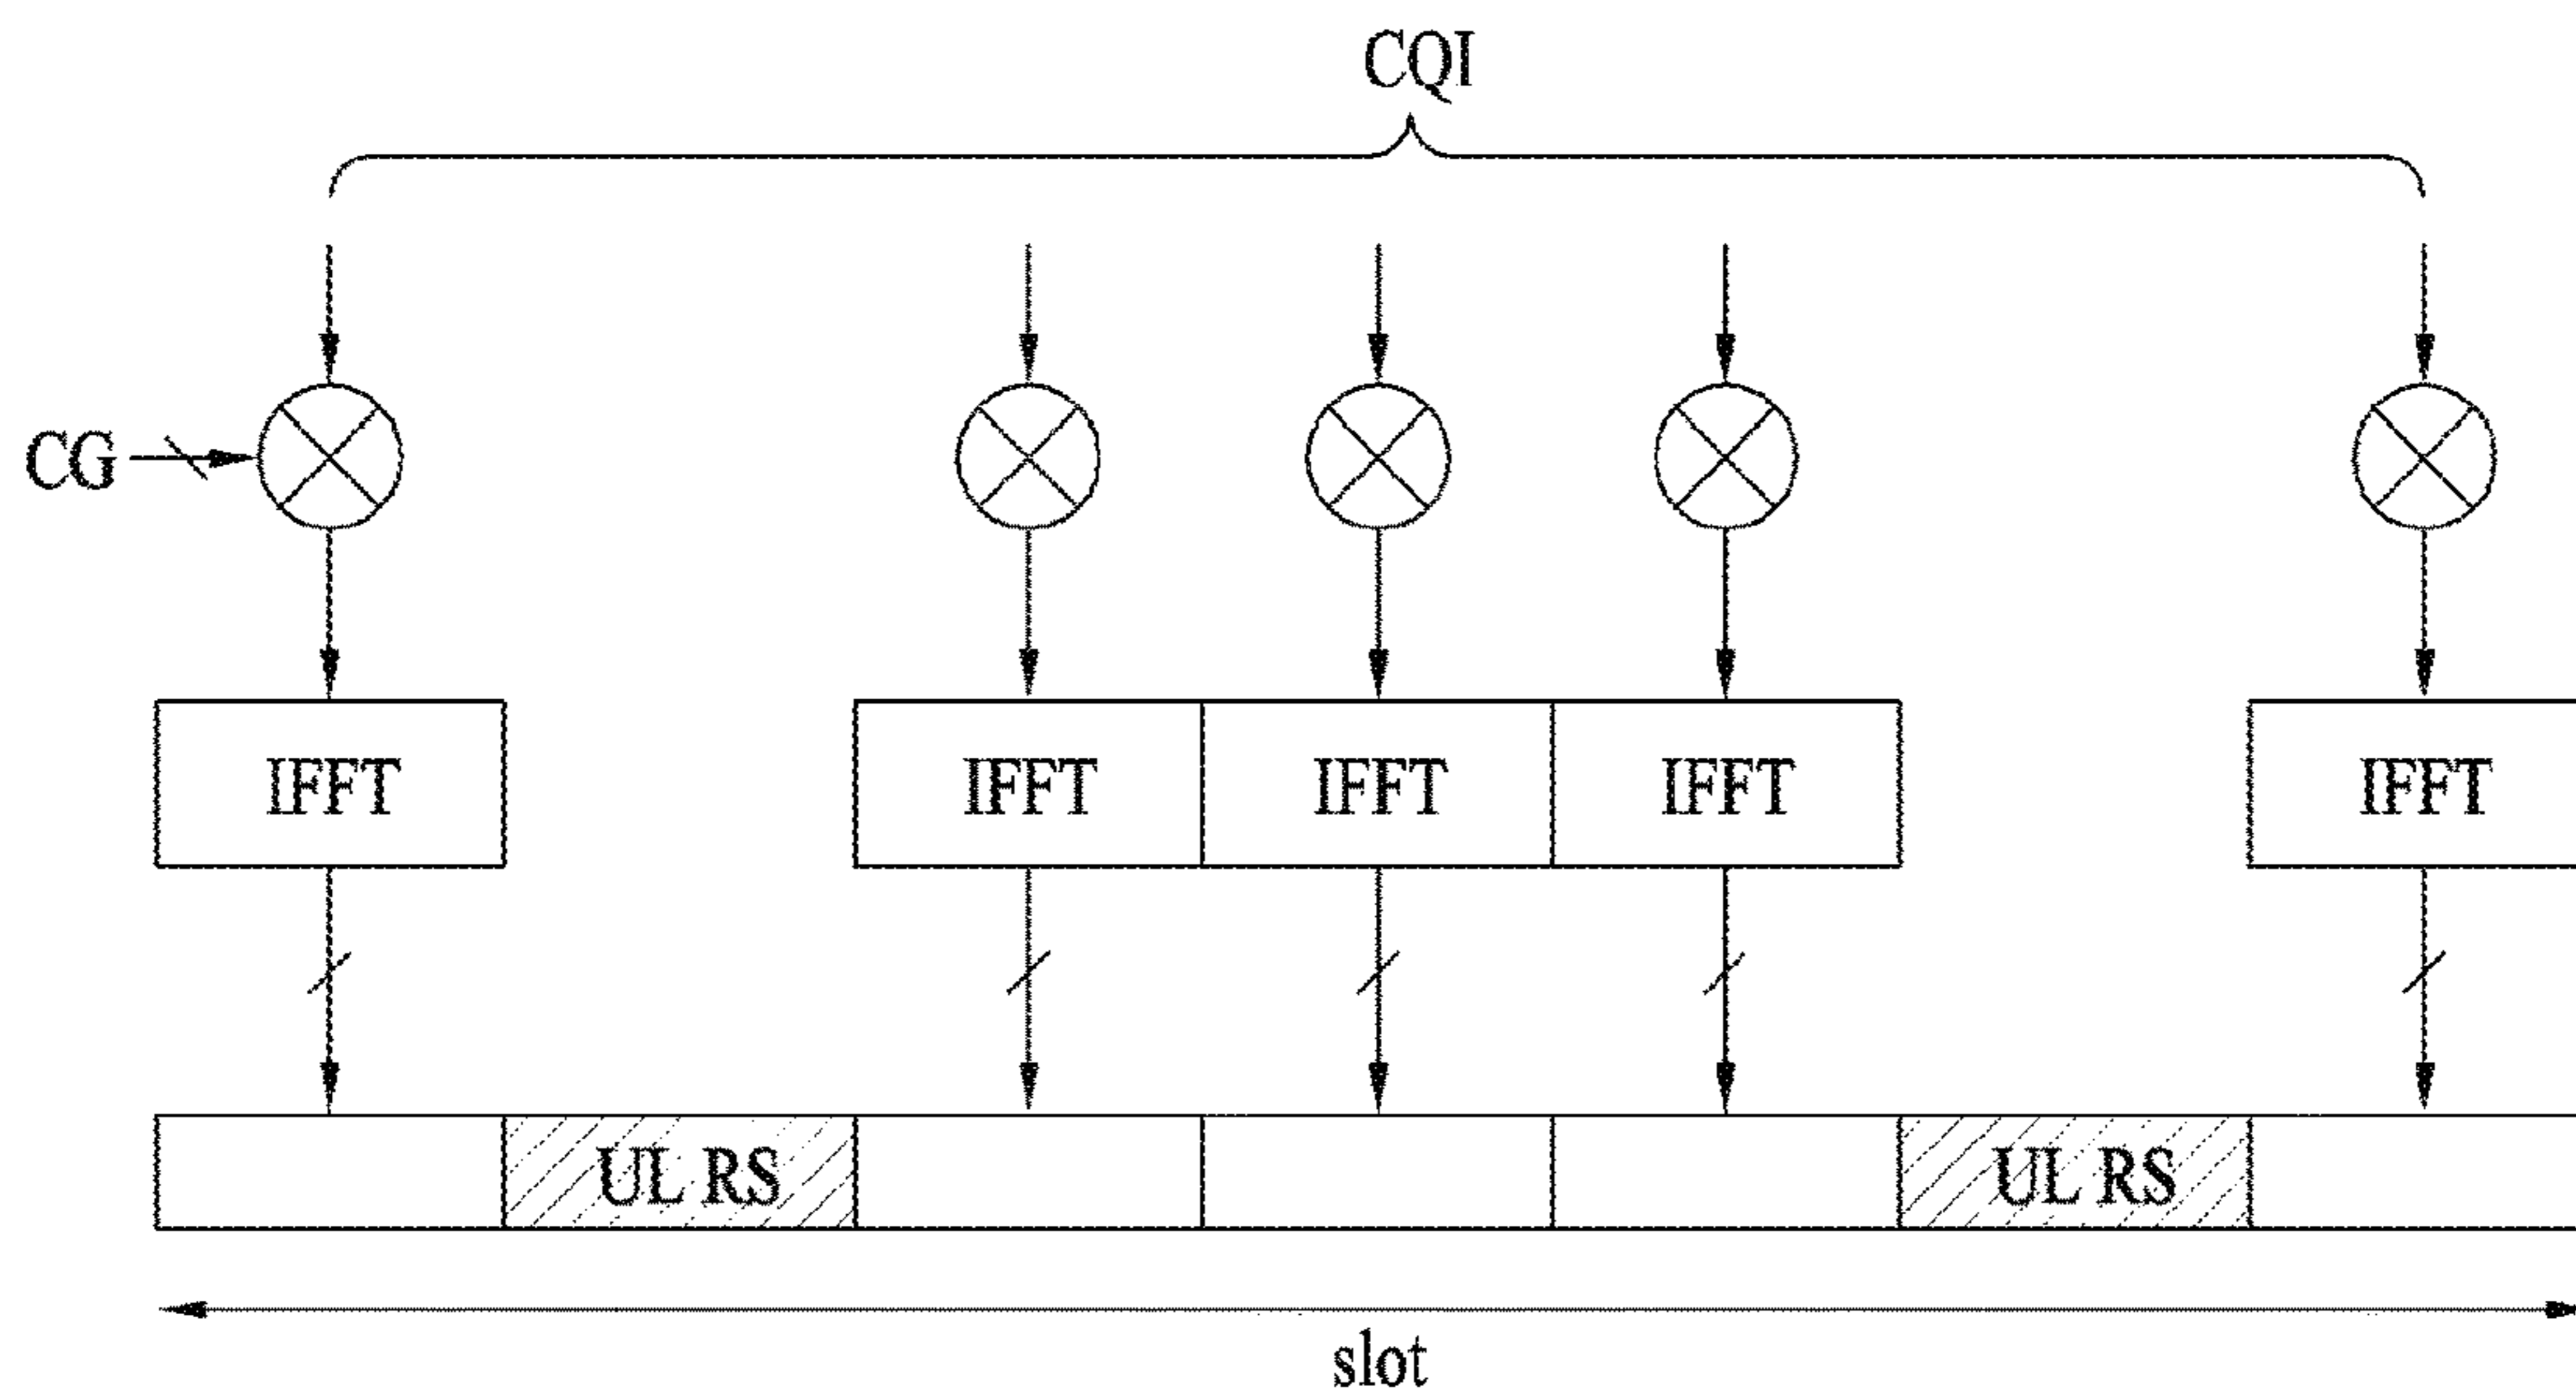 CQI
CG
IFFT IFFT IFFT IFFT IFFT
UL RS UL RS
slot